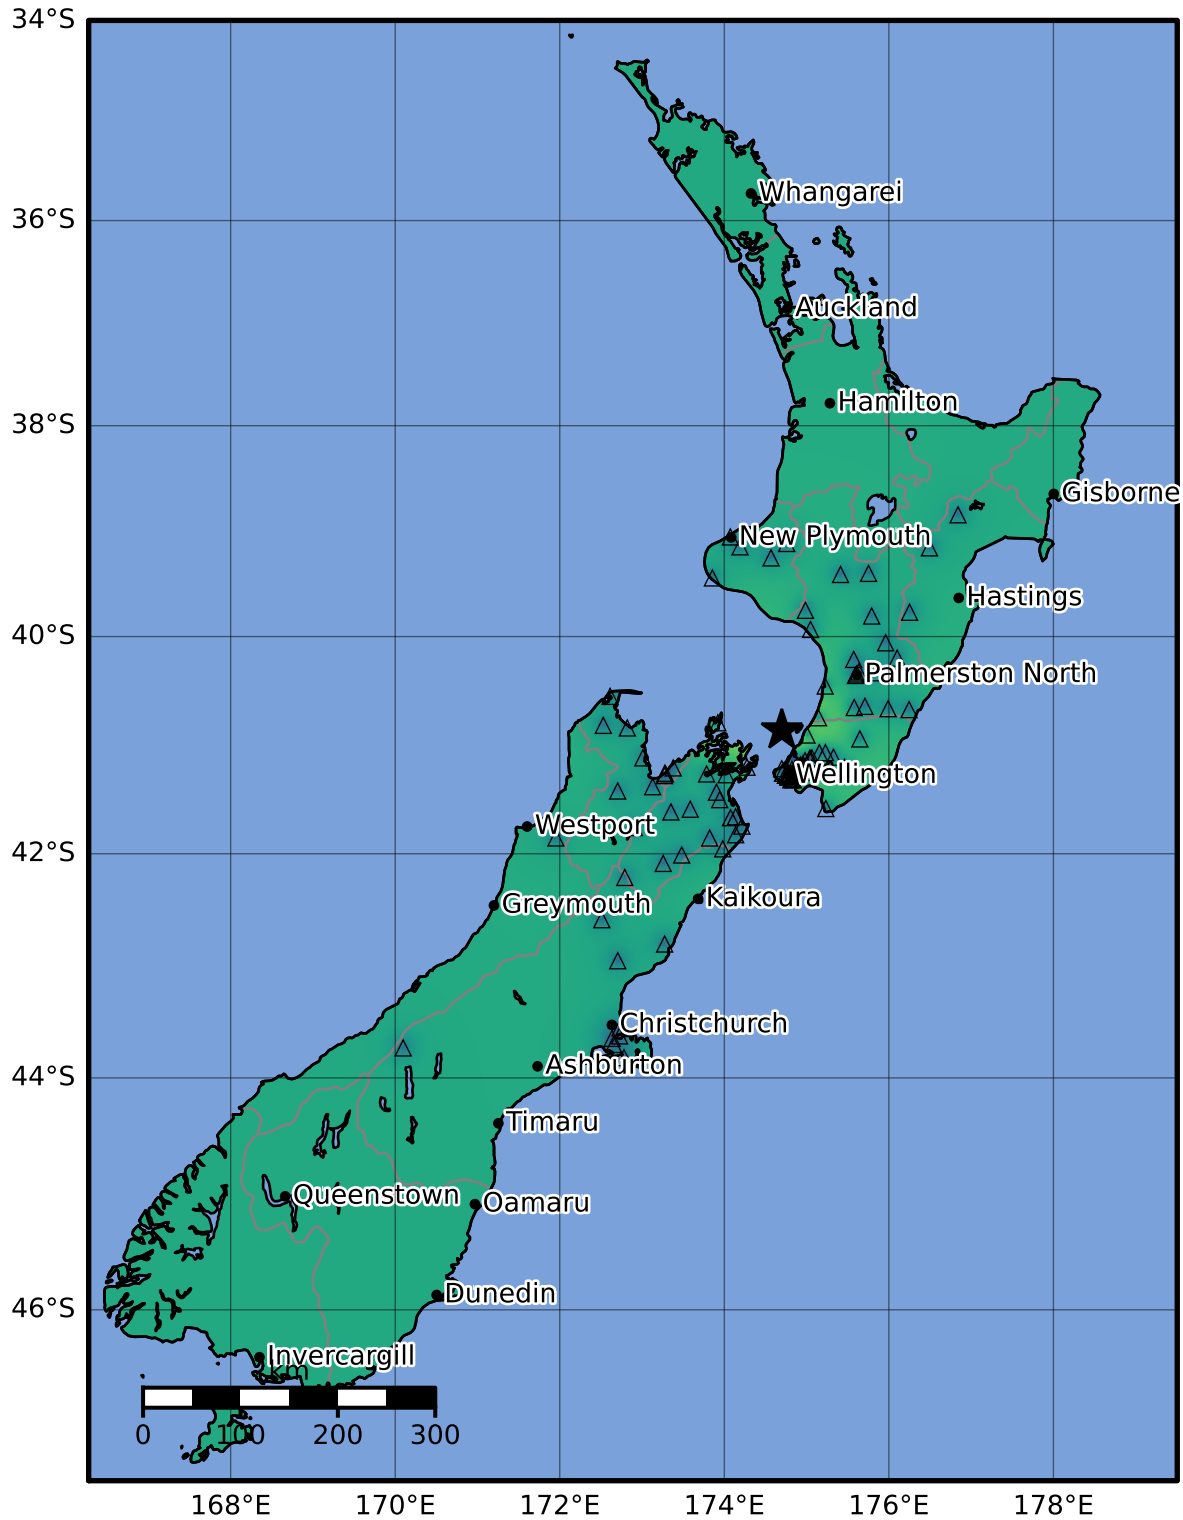 34°S
Whangarei
36°S
Auckland
Hamilton
38°S
Gisborne
New Plymouth
Hastings
40°S
Palmerston North
Wellington
Westport
42°S
Kaikoura
Greymouth
Christchurch
Ashburton
44°S
Timaru
Queenstown
Oamaru
Dunedin
46°S
Invercargill
km
0 100 200 300
168°E 170°E 172°E 174°E 176°E 178°E